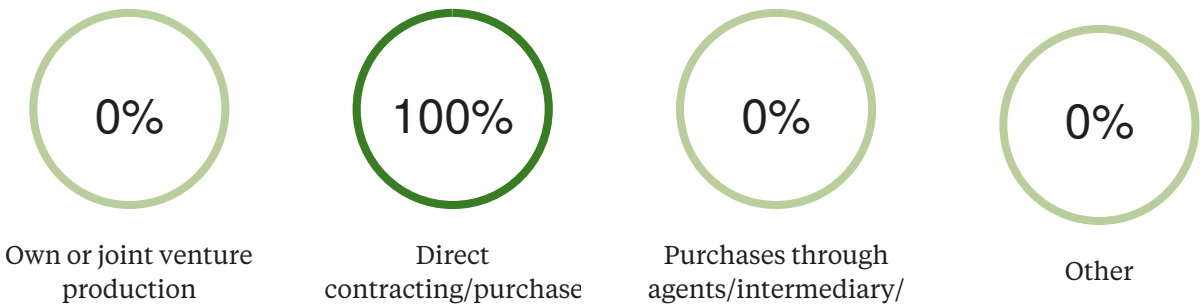 0%
100%
0%
0%
Own or joint venture
production
Direct
contracting/purchase
Purchases through
agents/intermediary/
Other